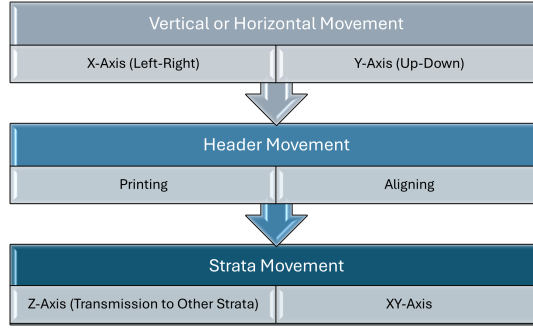 Vertical or Horizontal Movement
X-Axis (Left-Right)
Y-Axis (Up-Down)
Header Movement
Printing
Aligning
Strata Movement
Z-Axis (Transmission to Other Strata)
XY-Axis